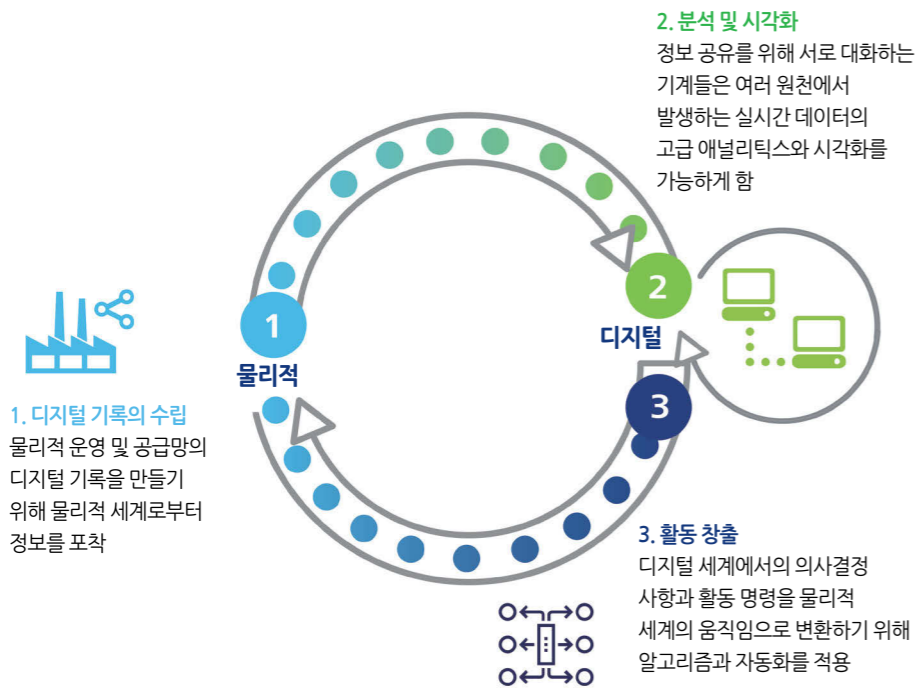 2. 분석 및 시각화
정보 공유를 위해 서로 대화하는
기계들은 여러 원천에서
발생하는 실시간 데이터의
고급 애널리틱스와 시각화를
가능하게 함
1
물리적
2
디지털
3
1. 디지털 기록의 수립
물리적 운영 및 공급망의
디지털 기록을 만들기
위해 물리적 세계로부터
정보를 포착
3. 활동 창출
디지털 세계에서의 의사결정
사항과 활동 명령을 물리적
세계의 움직임으로 변환하기 위해
알고리즘과 자동화를 적용